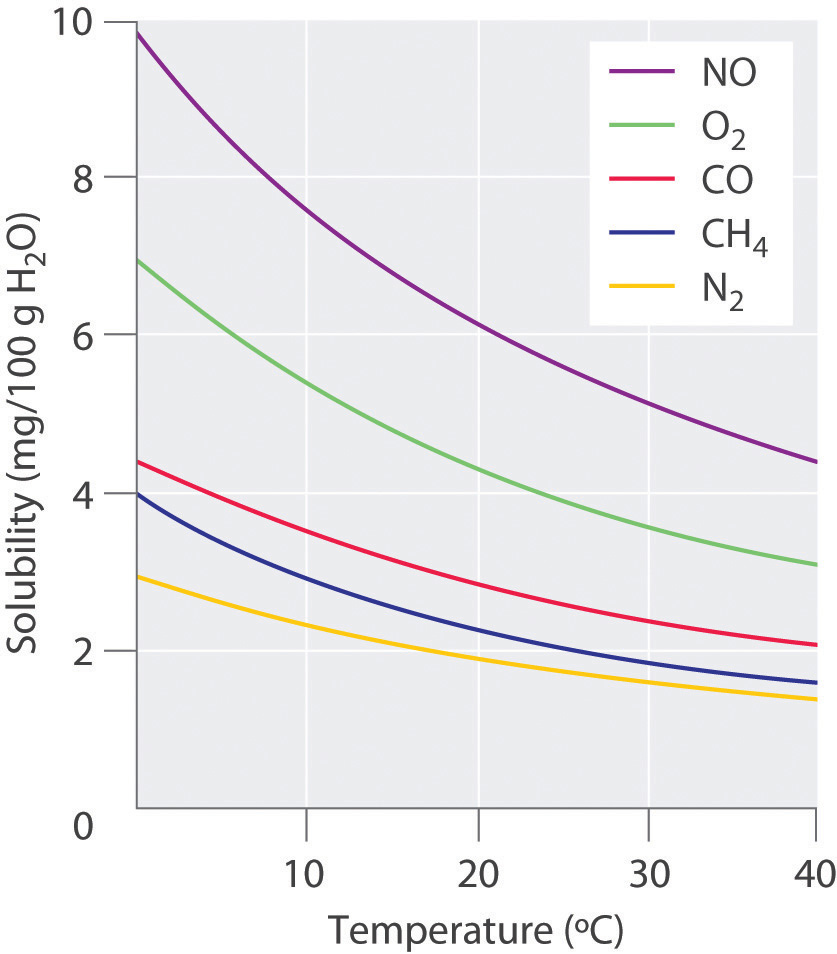 Solubility (mg/100 g H₂O)
10
8
6
4
2
0
NO
O₂
CO
CH₄
N₂
10 20 30 40
Temperature (ºC)